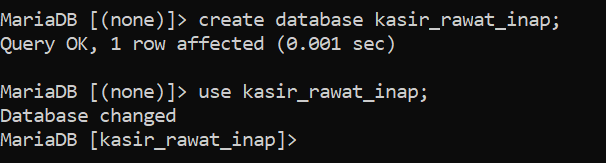 MariaDB [(none)]> create database kasir_rawat_inap;
Query OK, 1 row affected (0.001 sec)
MariaDB [(none)]> use kasir_rawat_inap;
Database changed
MariaDB [kasir_rawat_inap]>